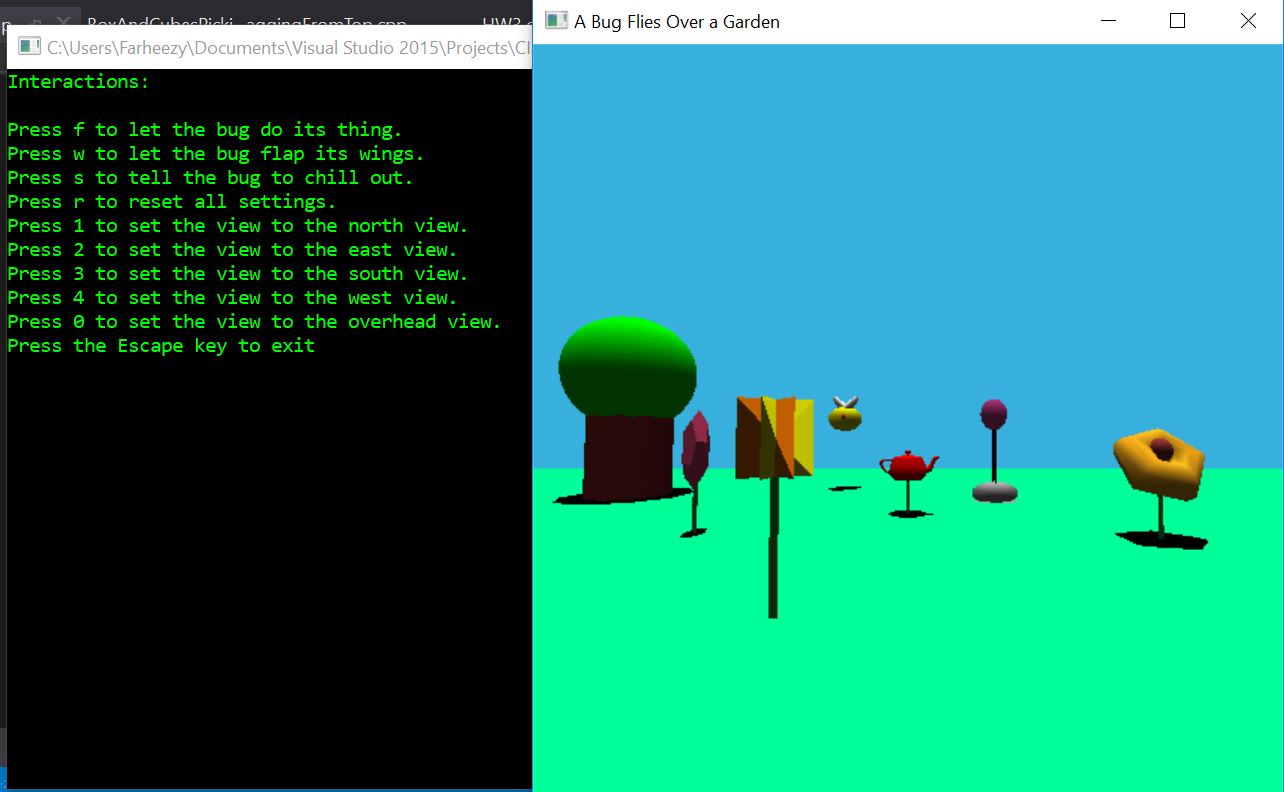 A Bug Flies Over a Garden
C:\Users\Farheezy\Documents\Visual Studio 2015\Projects\CI
Interactions:
Press f to let the bug do its thing.
Press w to let the bug flap its wings.
Press s to tell the bug to chill out.
Press r to reset all settings.
Press 1 to set the view to the north view.
Press 2 to set the view to the east view.
Press 3 to set the view to the south view.
Press 4 to set the view to the west view.
Press 0 to set the view to the overhead view.
Press the Escape key to exit